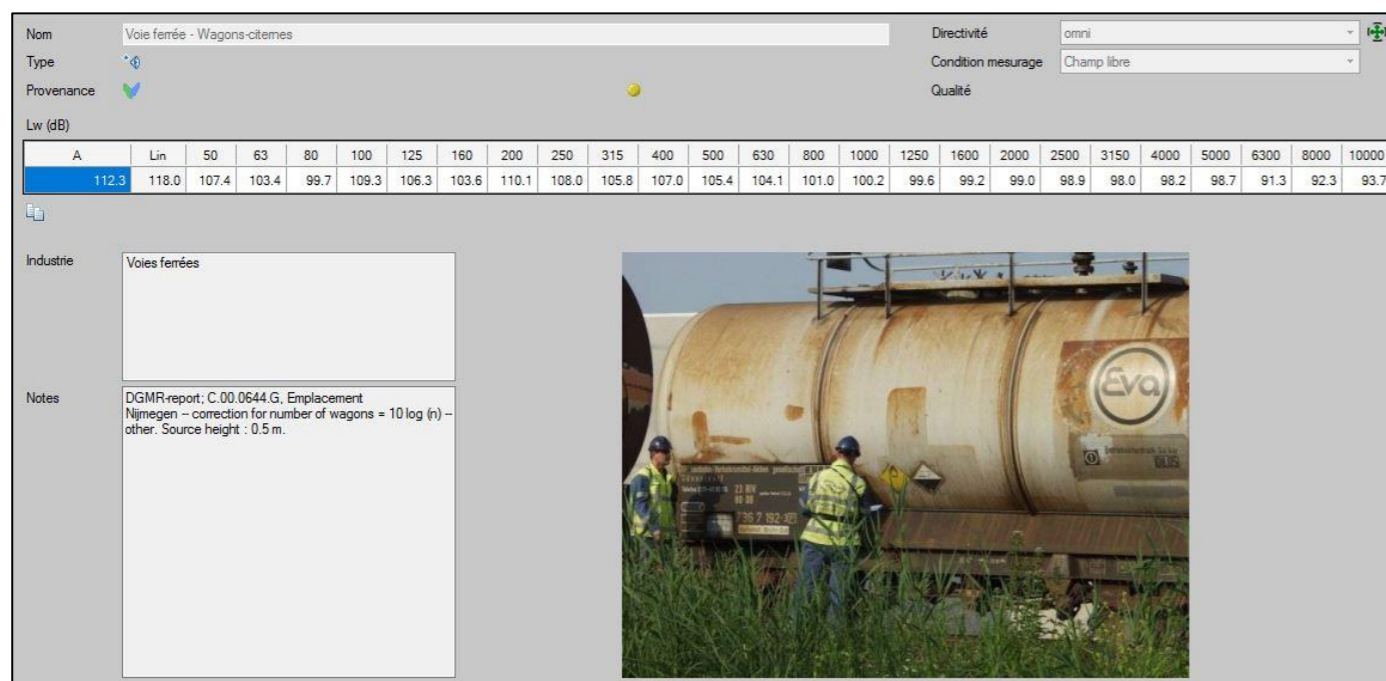 Nom Voie ferrée - Wagons-citernes Directivité omni
Type Condition mesurage Champ libre
Provenance Qualité
Lw (dB)
A Lin 50 63 80 100 125 160 200 250 315 400 500 630 800 1000 1250 1600 2000 2500 3150 4000 5000 6300 8000 10000
112.3 118.0 107.4 103.4 99.7 109.3 106.3 103.6 110.1 108.0 105.8 107.0 105.4 104.1 101.0 100.2 99.6 99.2 99.0 98.9 98.0 98.2 98.7 91.3 92.3 93.7
Industrie Voies ferrées
Notes DGMR-report; C.00.0644.G, Emplacement
Nijmegen – correction for number of wagons = 10 log (n) –
other. Source height : 0.5 m.
Eva
23 RIV
736 7 192